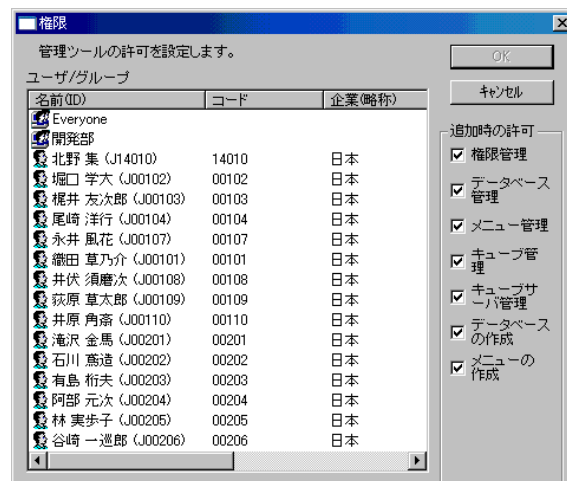 権限
管理ツールの許可を設定します。
ユーザ/グループ
名前(ID) コード 企業(略称)
Everyone
開発部
北野 集 (J14010) 14010 日本
堀口 学大 (J00102) 00102 日本
梶井 友次郎 (J00103) 00103 日本
尾崎 洋行 (J00104) 00104 日本
永井 風花 (J00107) 00107 日本
織田 草乃介 (J00101) 00101 日本
井伏 須磨次 (J00108) 00108 日本
荻原 草太郎 (J00109) 00109 日本
井原 角斎 (J00110) 00110 日本
滝沢 金馬 (J00201) 00201 日本
石川 蔦造 (J00202) 00202 日本
有島 桁夫 (J00203) 00203 日本
阿部 元次 (J00204) 00204 日本
林 実歩子 (J00205) 00205 日本
谷崎 一巡郎 (J00206) 00206 日本
OK
キャンセル
追加時の許可
権限管理
データベース
管理
メニュー管理
キューブ管
理
キューブサ
ーバ管理
データベース
の作成
メニューの
作成